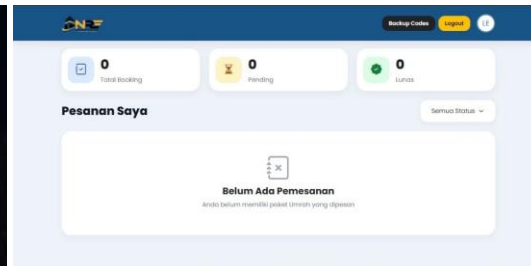 Backup Codes
Logout
LE
0
Total Booking
0
Pending
0
Lunas
Pesanan Saya
Semua Status
Belum Ada Pemesanan
Anda belum memiliki paket Umrah yang dipesan